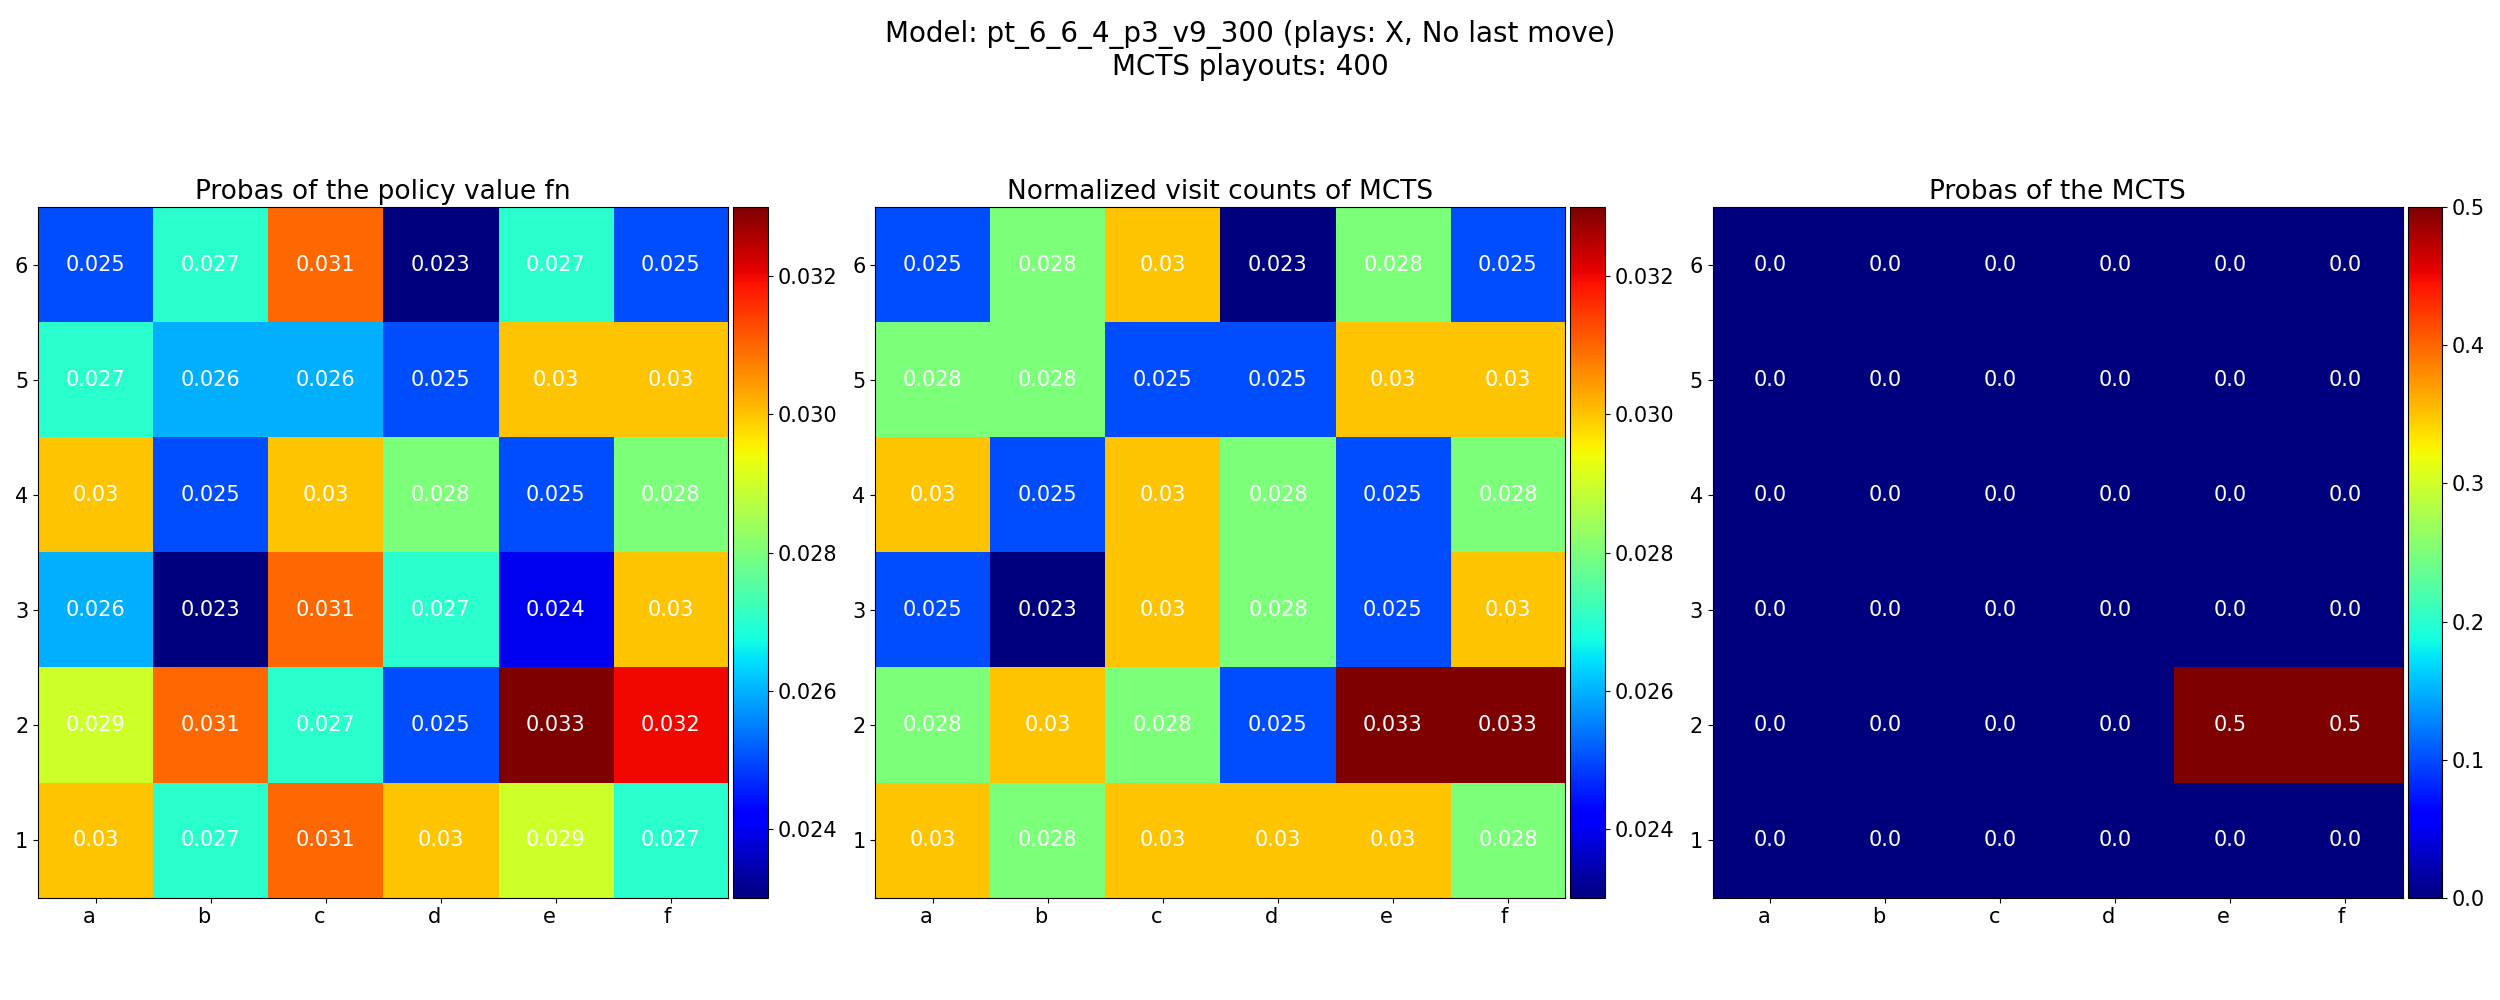 Model: pt_6_6_4_p3_v9_300 (plays: X, No last move)
MCTS playouts: 400
Probas of the policy value fn
6 0.025 0.027 0.031 0.023 0.027 0.025
5 0.027 0.026 0.026 0.025 0.03 0.03
4 0.03 0.025 0.03 0.028 0.025 0.028
3 0.026 0.023 0.031 0.027 0.024 0.03
2 0.029 0.031 0.027 0.025 0.033 0.032
1 0.03 0.027 0.031 0.03 0.029 0.027
a b c d e f
0.032
0.030
0.028
0.026
0.024
Normalized visit counts of MCTS
6 0.025 0.028 0.03 0.023 0.028 0.025
5 0.028 0.028 0.025 0.025 0.03 0.03
4 0.03 0.025 0.03 0.028 0.025 0.028
3 0.025 0.023 0.03 0.028 0.025 0.03
2 0.028 0.03 0.028 0.025 0.033 0.033
1 0.03 0.028 0.03 0.03 0.03 0.028
a b c d e f
0.032
0.030
0.028
0.026
0.024
Probas of the MCTS
6 0.0 0.0 0.0 0.0 0.0 0.0
5 0.0 0.0 0.0 0.0 0.0 0.0
4 0.0 0.0 0.0 0.0 0.0 0.0
3 0.0 0.0 0.0 0.0 0.0 0.0
2 0.0 0.0 0.0 0.0 0.5 0.5
1 0.0 0.0 0.0 0.0 0.0 0.0
a b c d e f
0.5
0.4
0.3
0.2
0.1
0.0